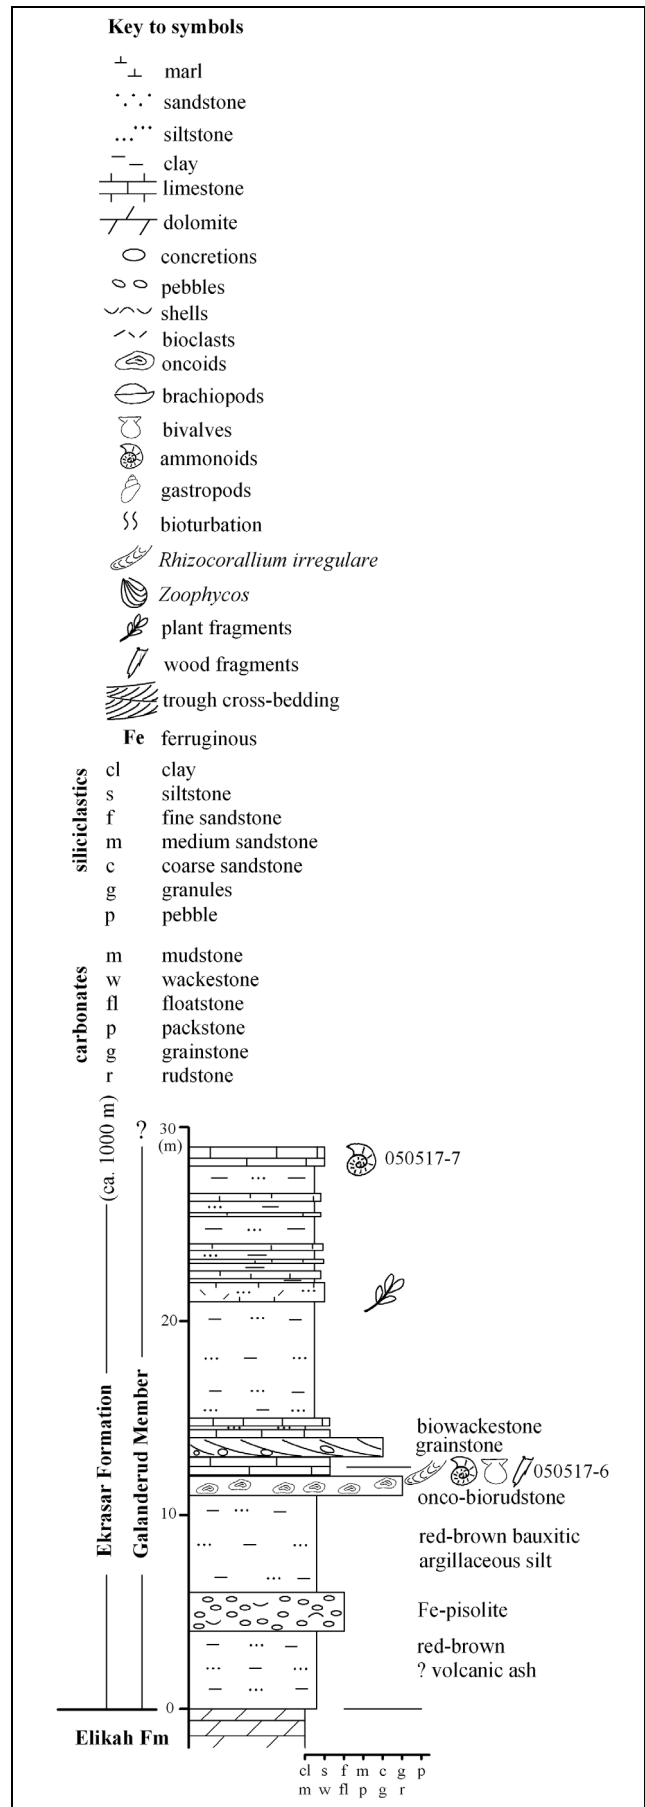 Key to symbols
marl
sandstone
siltstone
clay
limestone
dolomite
concretions
pebbles
shells
bioclasts
oncoids
brachiopods
bivalves
ammonoids
gastropods
bioturbation
Rhizocorallium irregulare
Zoophycos
plant fragments
wood fragments
trough cross-bedding
Fe ferruginous
siliciclastics
cl clay
s siltstone
f fine sandstone
m medium sandstone
c coarse sandstone
g granules
p pebble
carbonates
m mudstone
w wackestone
fl floatstone
p packstone
g grainstone
r rudstone
Ekrasar Formation (ca. 1000 m)
Galanderud Member ?
30
(m)
050517-7
20
biowackestone
grainstone
050517-6
onco-biorudstone
10
red-brown bauxitic
argillaceous silt
Fe-pisolite
red-brown
? volcanic ash
0
Elikah Fm
cl s f m c g p
m w fl p g r